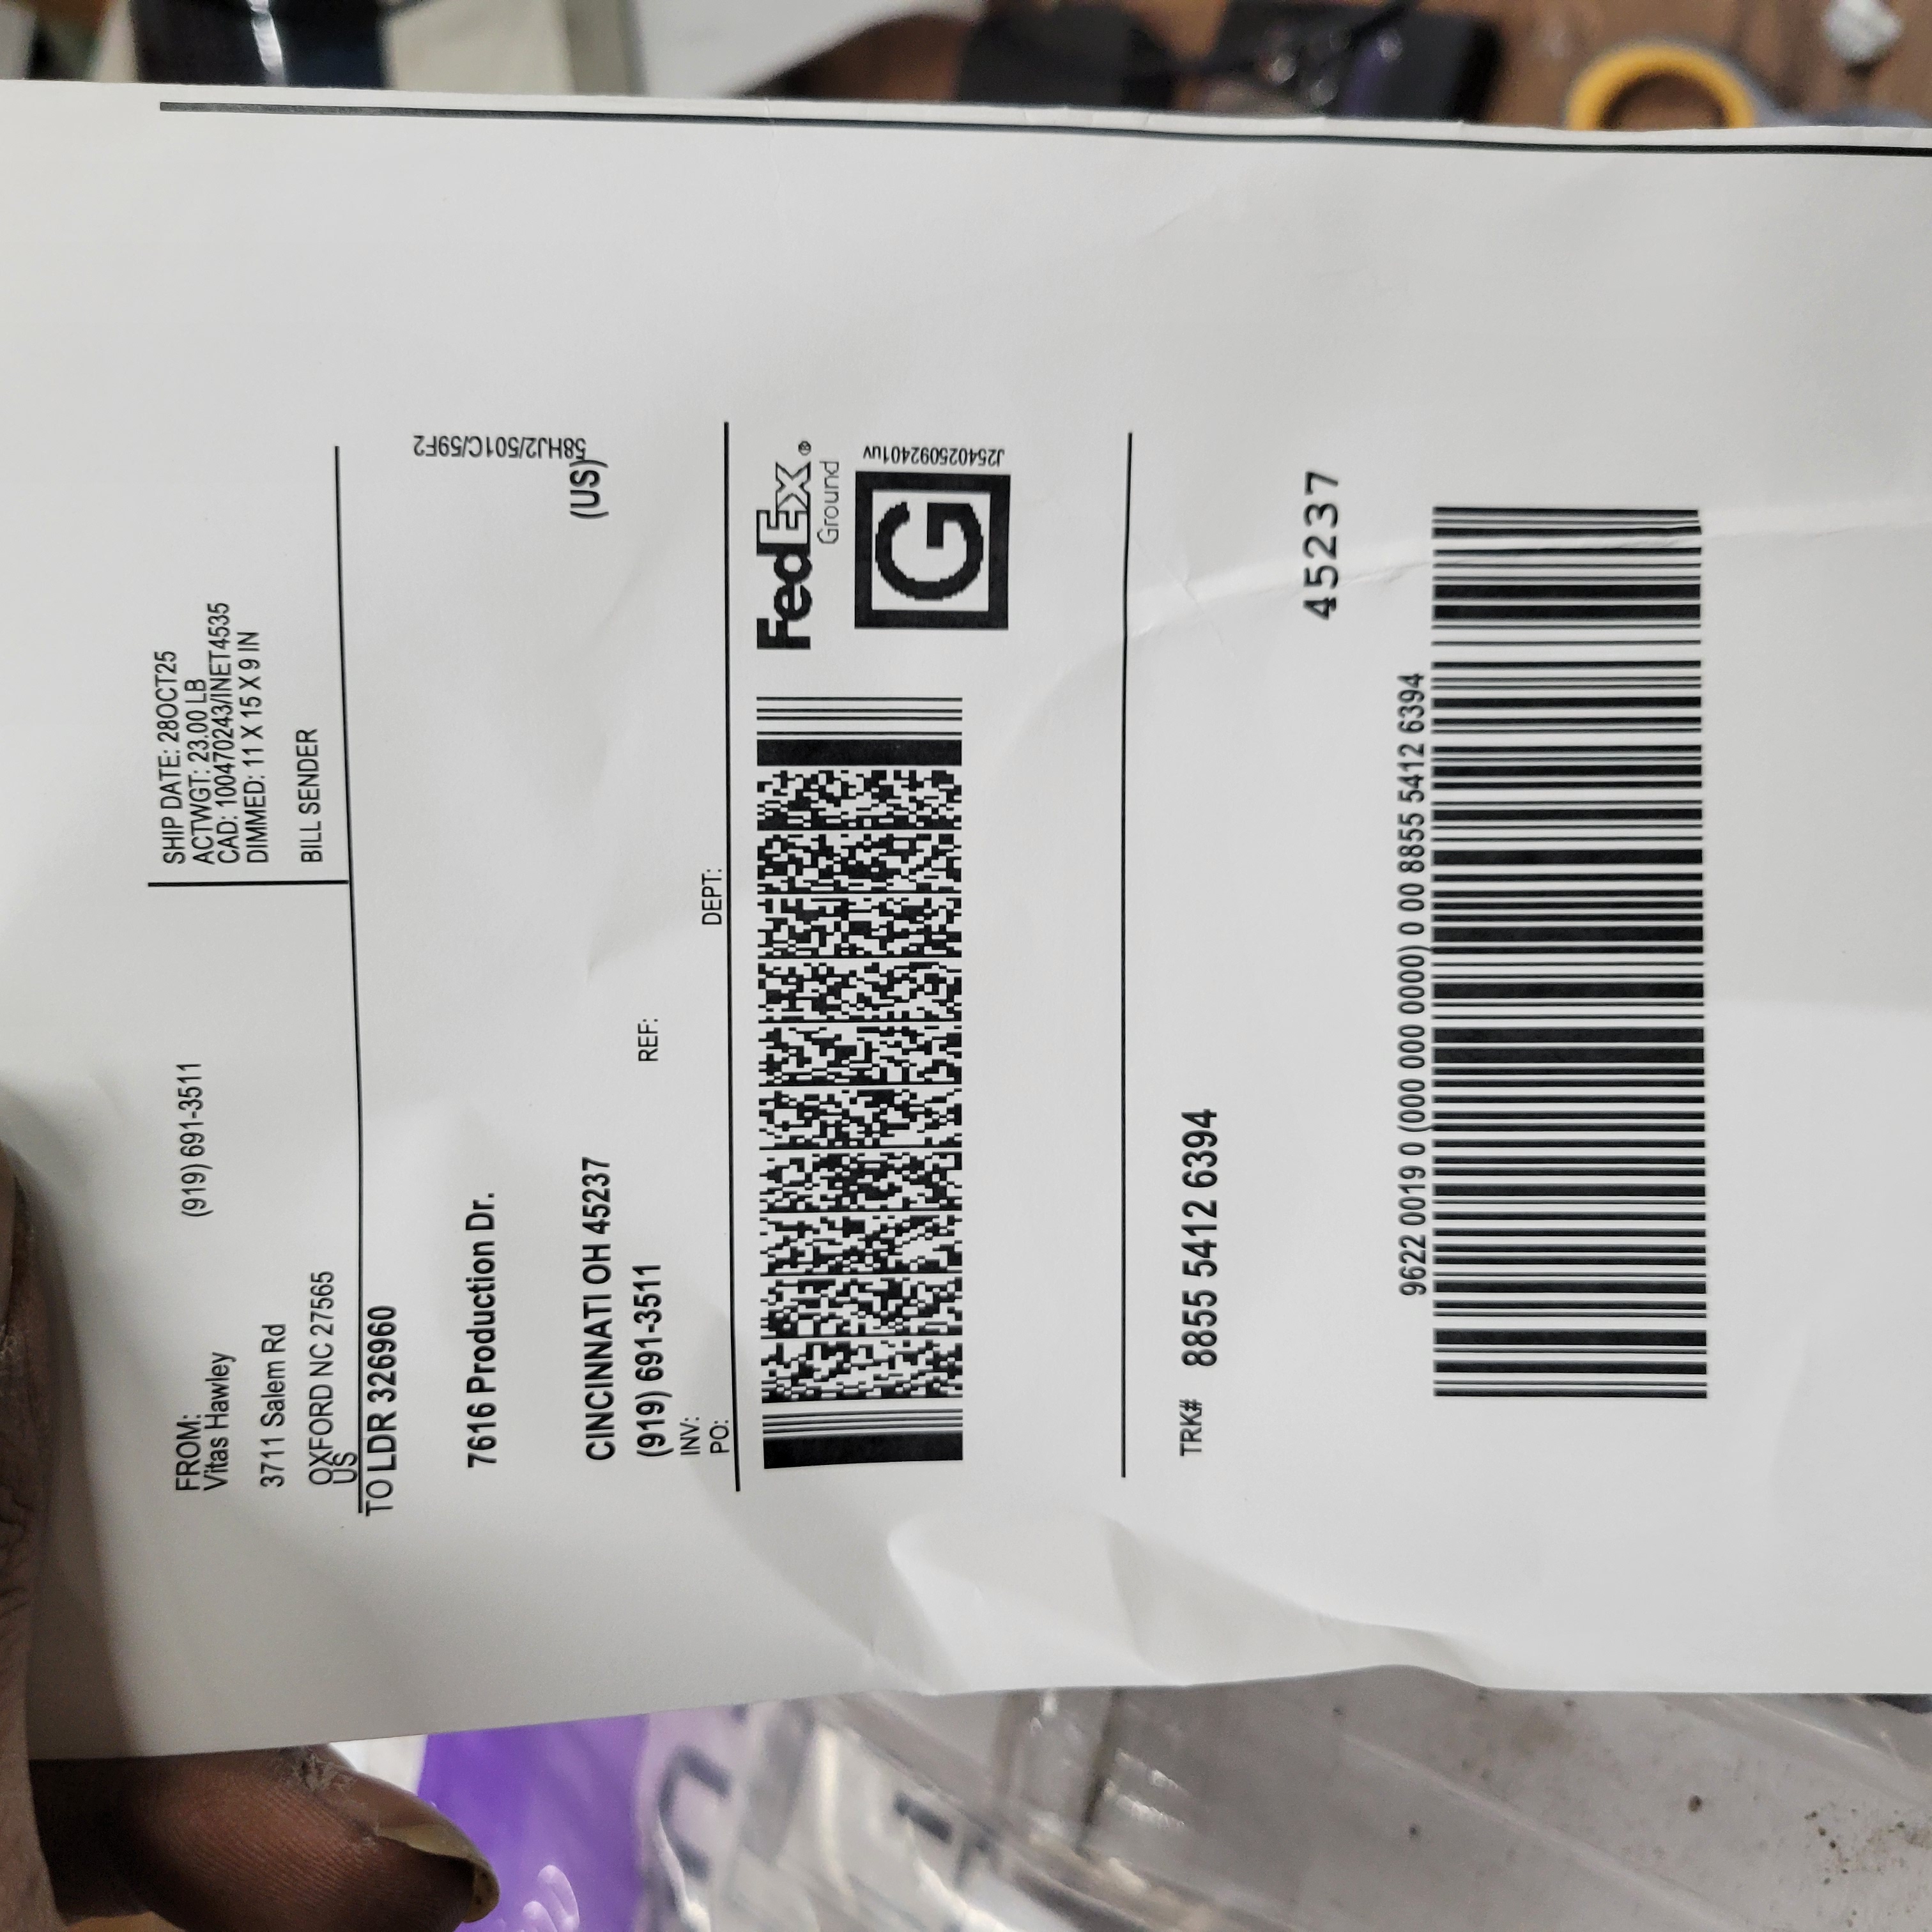 FROM:
Vitas Hawley
(919) 691-3511
3711 Salem Rd
OXFORD NC 27565
US
SHIP DATE: 28OCT25
ACTWGT: 23.00 LB
CAD: 100470243/INET4535
DIMMED: 11 X 15 X 9 IN
BILL SENDER
TO LDR 326960
7616 Production Dr.
CINCINNATI OH 45237
(US)
(919) 691-3511
REF:
INV:
PO:
DEPT:
58HJ2/501C/59F2
FedEx®
Ground
G
J254025092401uv
TRK# 8855 5412 6394
45237
9622 0019 0 (000 000 0000) 0 00 8855 5412 6394